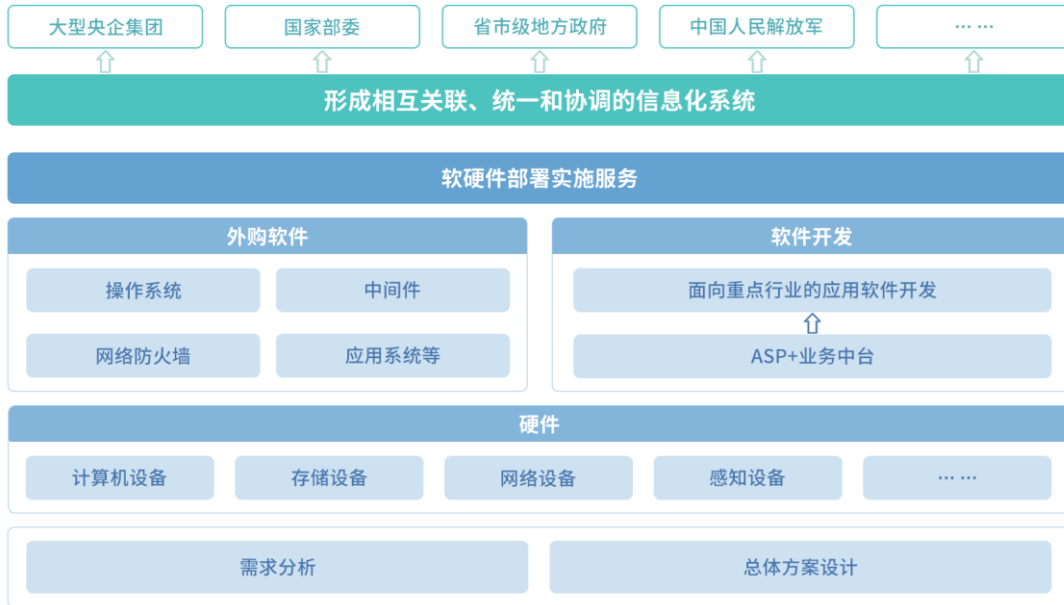 大型央企集团
国家部委
省市级地方政府
中国人民解放军
… …
形成相互关联、统一和协调的信息化系统
软硬件部署实施服务
外购软件
操作系统
中间件
网络防火墙
应用系统等
软件开发
面向重点行业的应用软件开发
ASP+业务中台
硬件
计算机设备
存储设备
网络设备
感知设备
… …
需求分析
总体方案设计